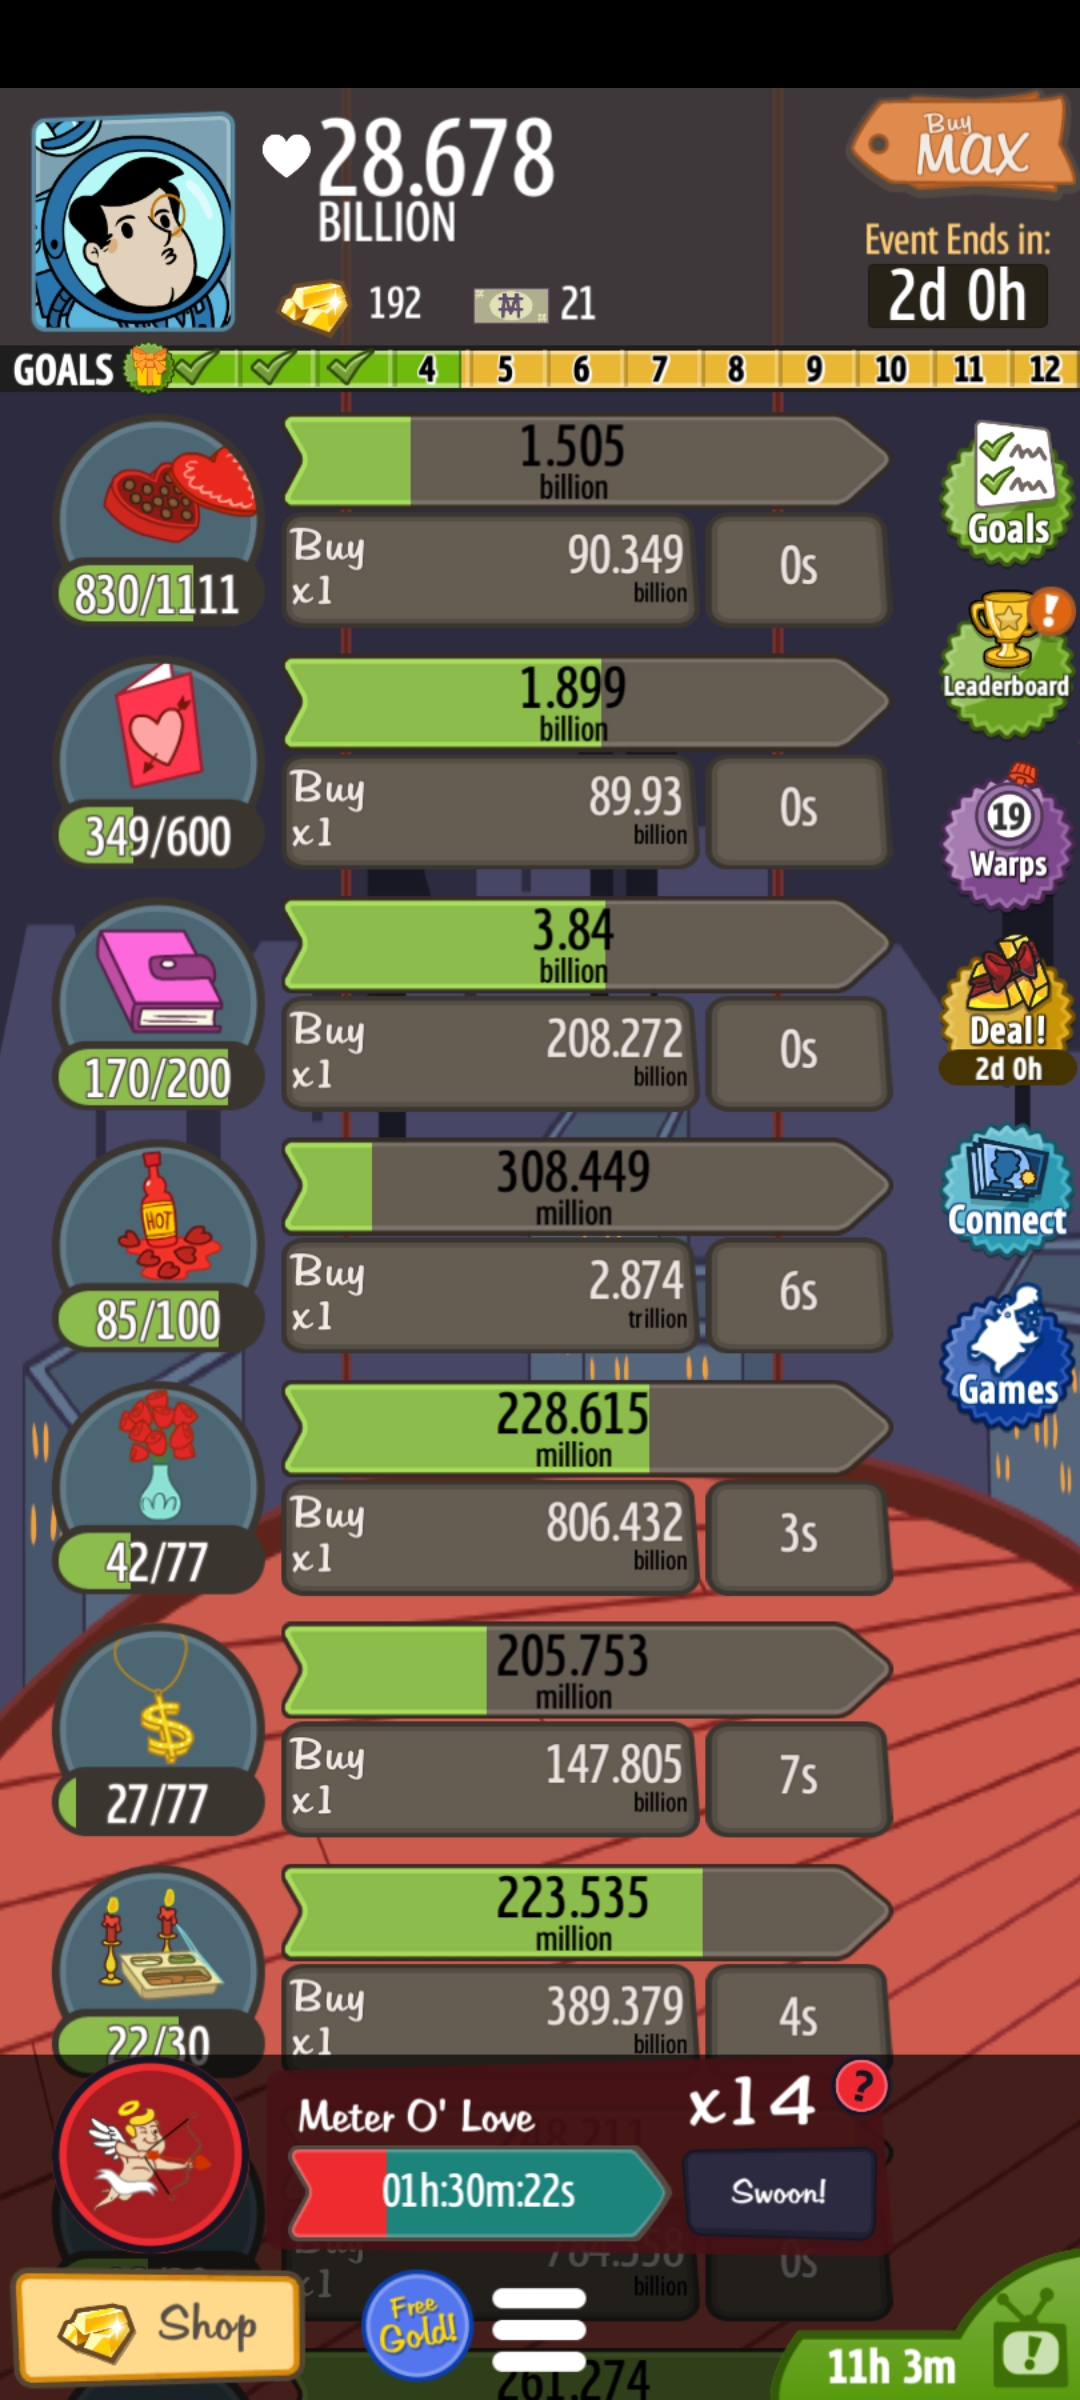 28.678
BILLION
Buy
MAX
192
21
Event Ends in:
2d 0h
GOALS 4 5 6 7 8 9 10 11 12
1.505
billion
830/1111
Buy
x1
90.349
billion
0s
Goals
1.899
billion
349/600
Buy
x1
89.93
billion
0s
!
Leaderboard
19
Warps
3.84
billion
170/200
Buy
x1
208.272
billion
0s
Deal!
2d 0h
HOT
308.449
million
85/100
Buy
x1
2.874
trillion
6s
Connect
Games
228.615
million
42/77
Buy
x1
806.432
billion
3s
$
205.753
million
27/77
Buy
x1
147.805
billion
7s
223.535
million
22/30
Buy
x1
389.379
billion
4s
Meter O' Love
x14
?
01h:30m:22s
Swoon!
Buy
x1
784.558
billion
0s
Shop
Free
Gold!
261.274
11h 3m
!